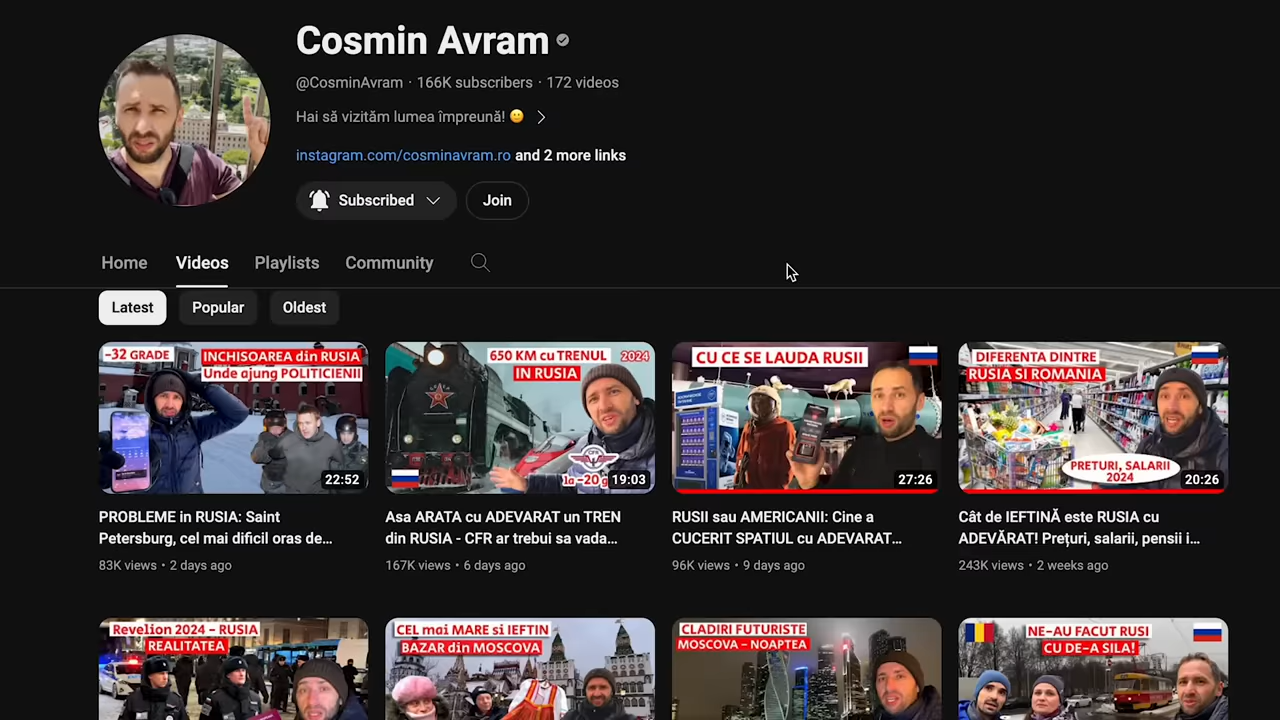 Cosmin Avram
@CosminAvram · 166K subscribers · 172 videos
Hai să vizităm lumea împreună! 🙂
instagram.com/cosminavram.ro and 2 more links
Subscribed
Join
Home Videos Playlists Community
Latest Popular Oldest
-32 GRADE
INCHISOAREA din RUSIA
Unde ajung POLITICIENII
22:52
650 KM cu TRENUL
IN RUSIA
2024
1a -20 g
19:03
CU CE SE LAUDA RUSII
27:26
DIFERENTA DINTRE
RUSIA SI ROMANIA
PRETURI, SALARII
2024
20:26
PROBLEME in RUSIA: Saint
Petersburg, cel mai dificil oras de...
83K views • 2 days ago
Asa ARATA cu ADEVARAT un TREN
din RUSIA - CFR ar trebui sa vada...
167K views • 6 days ago
RUSII sau AMERICANII: Cine a
CUCERIT SPATIUL cu ADEVARAT...
96K views • 9 days ago
Cât de IEFTINĂ este RUSIA cu
ADEVĂRAT! Prețuri, salarii, pensii i...
243K views • 2 weeks ago
Revelion 2024 - RUSIA
REALITATEA
CEL mai MARE si IEFTIN
BAZAR din MOSCOVA
CLADIRI FUTURISTE
MOSCOVA - NOAPTEA
NE-AU FACUT RUSI
CU DE-A SILA!